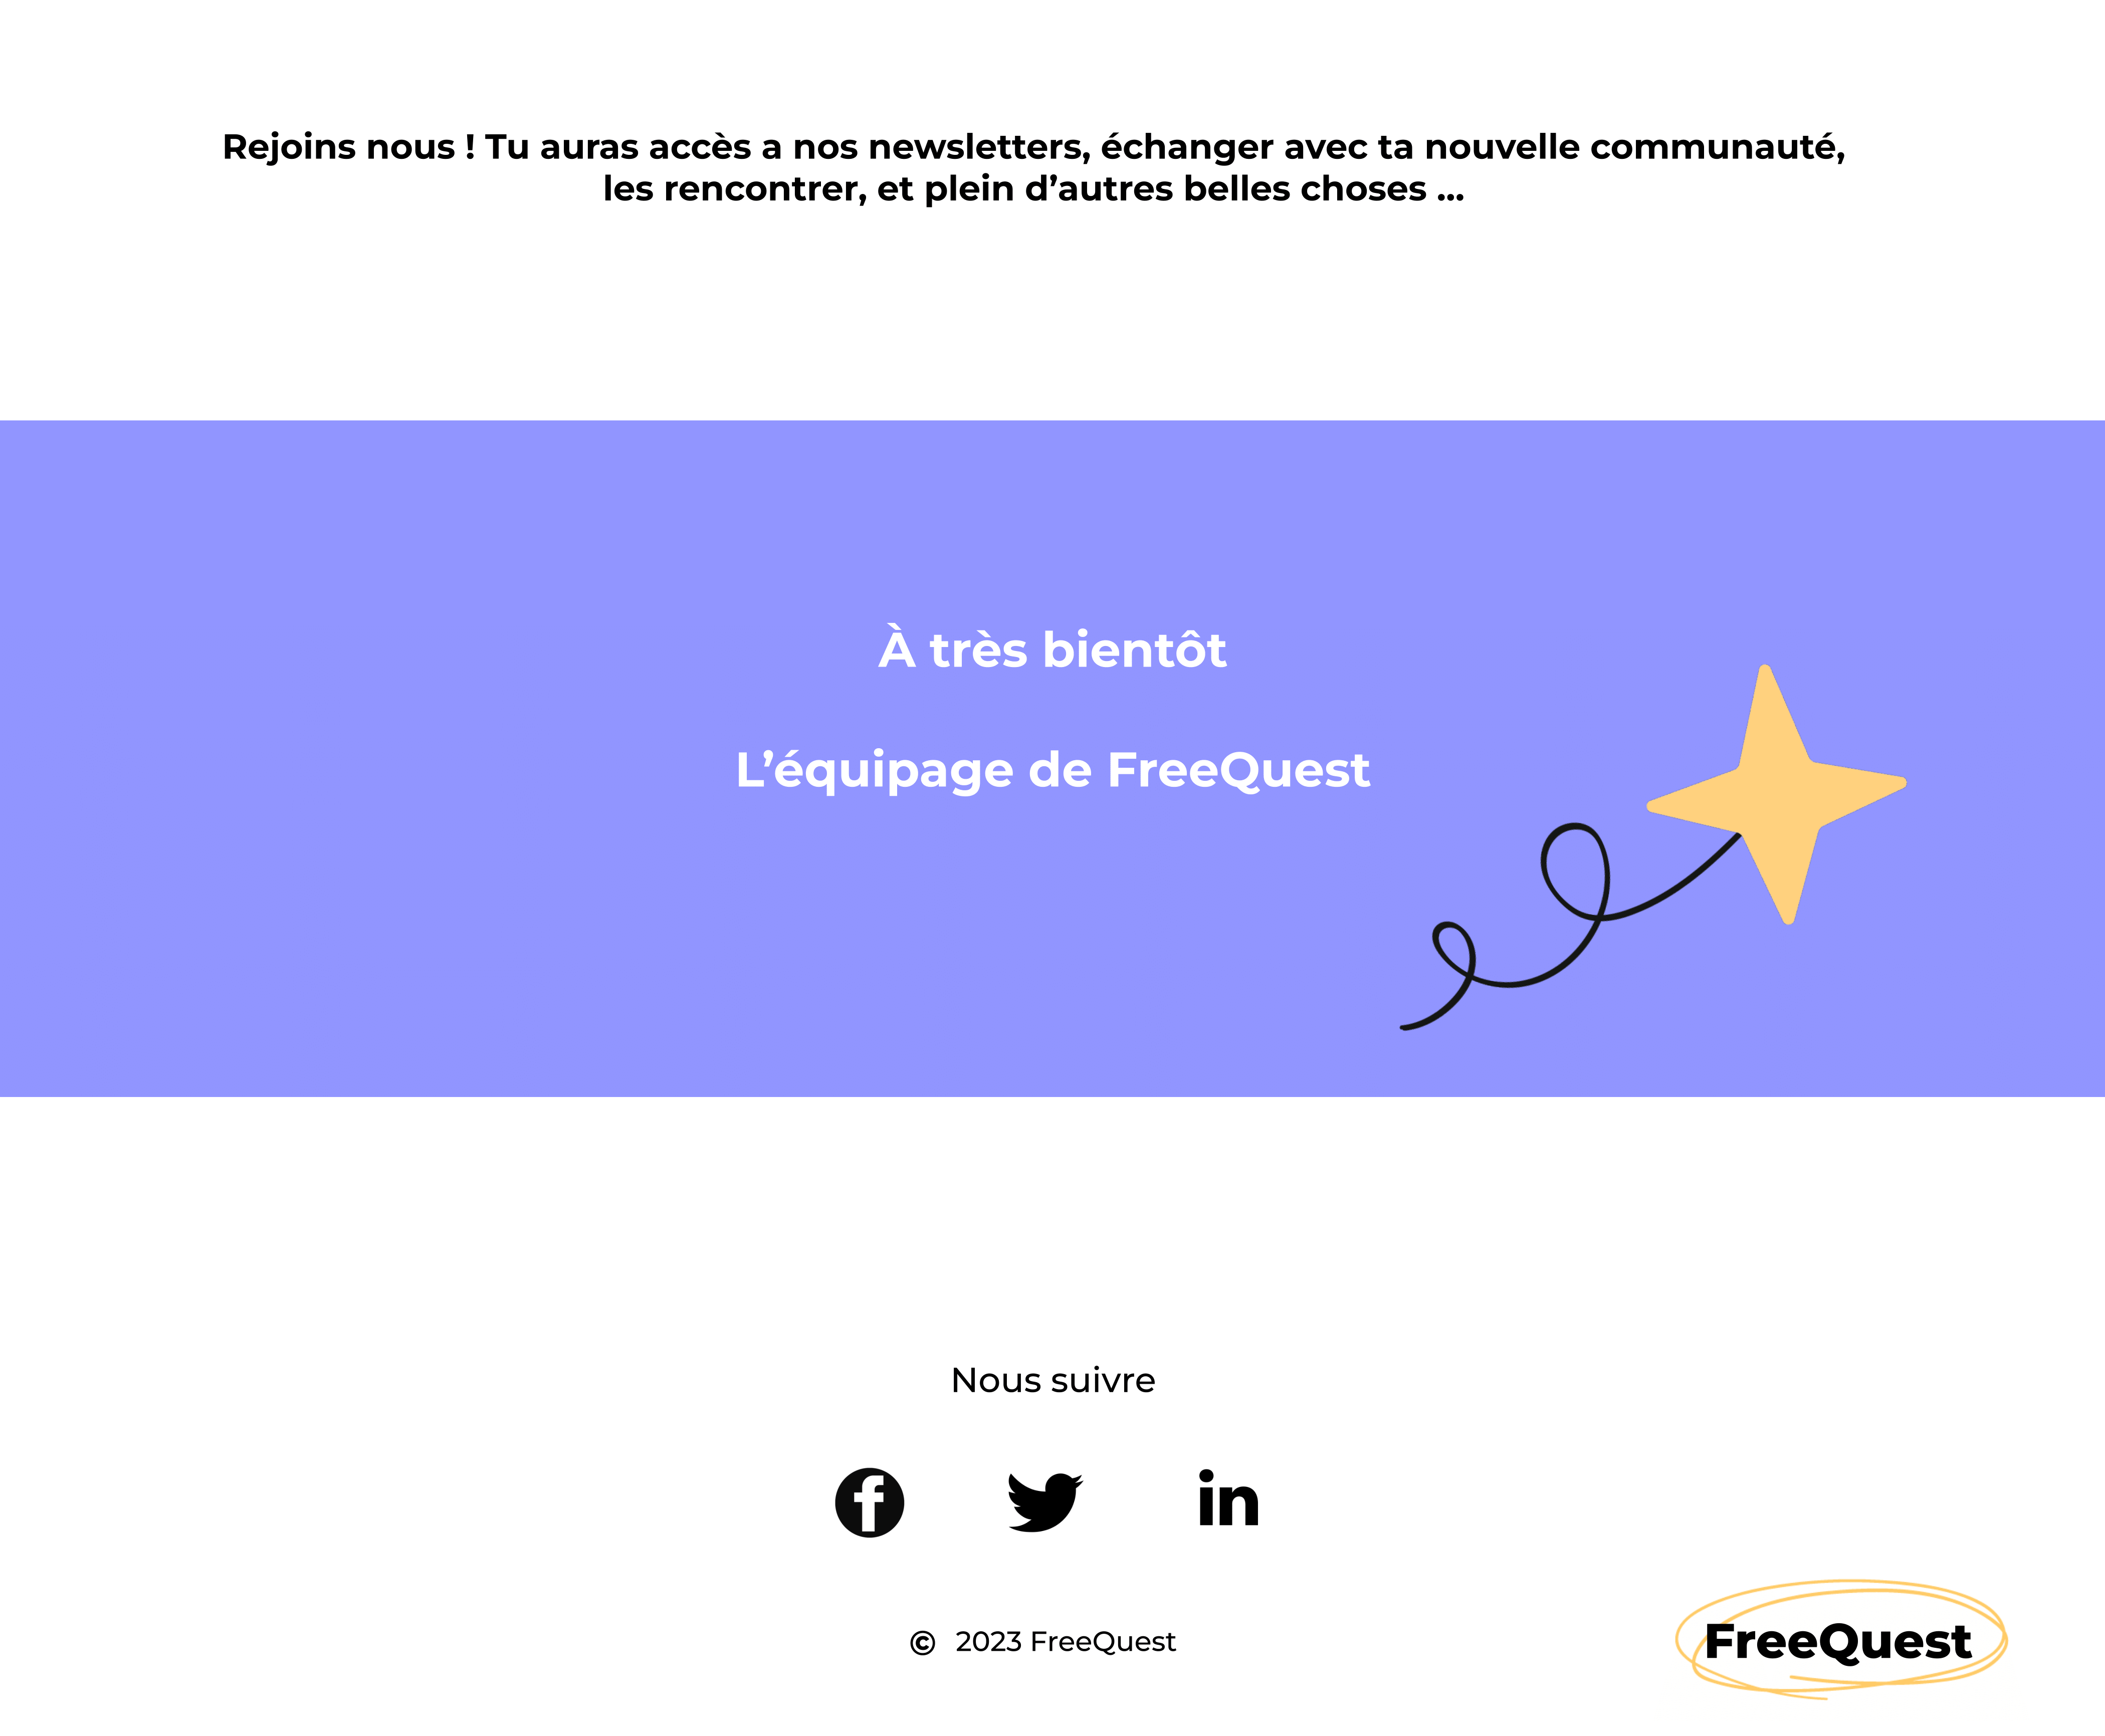 Rejoins nous ! Tu auras accès a nos newsletters, échanger avec ta nouvelle communauté,
les rencontrer, et plein d’autres belles choses ...
À très bientôt
L’équipage de FreeQuest
Nous suivre
f
in
© 2023 FreeQuest
FreeQuest